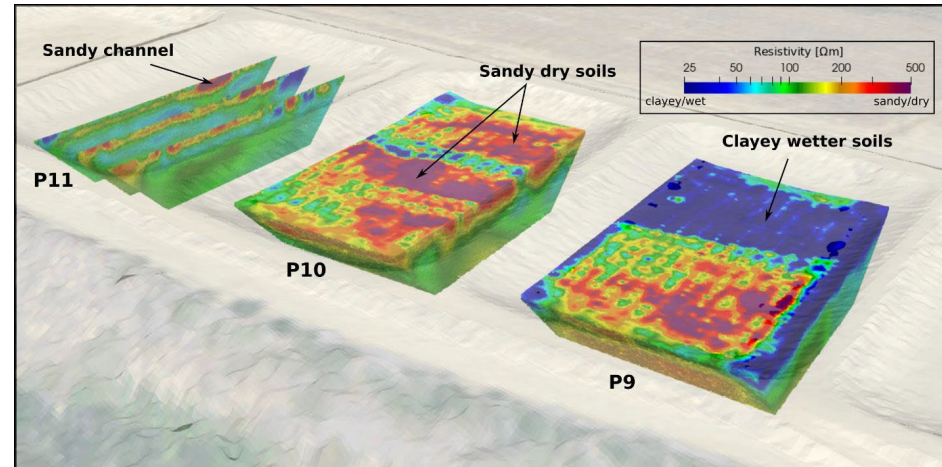 Sandy channel
Sandy dry soils
Resistivity [Ωm]
25 50 100 200 500
clayey/wet sandy/dry
Clayey wetter soils
P11
P10
P9